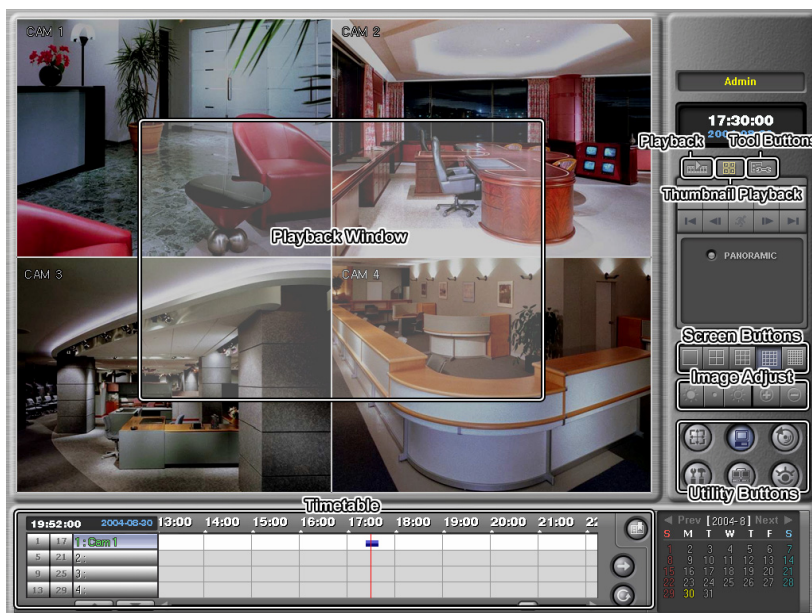 CAM 1
CAM 2
Admin
17:30:00
Playback
Tool Buttons
Thumbnail Playback
Playback Window
PANORAMIC
CAM 3
CAM 4
Screen Buttons
Image Adjust
Utility Buttons
Timetable
19:52:00 2004-08-30 13:00 14:00 15:00 16:00 17:00 18:00 19:00 20:00 21:00
1 17 1 : Cam 1
5 21 2 :
9 25 3 :
13 29 4 :
Prev [ 2004- 8 ] Next
S M T W T F S
1 2 3 4 5 6 7
8 9 10 11 12 13 14
15 16 17 18 19 20 21
22 23 24 25 26 27 28
29 30 31